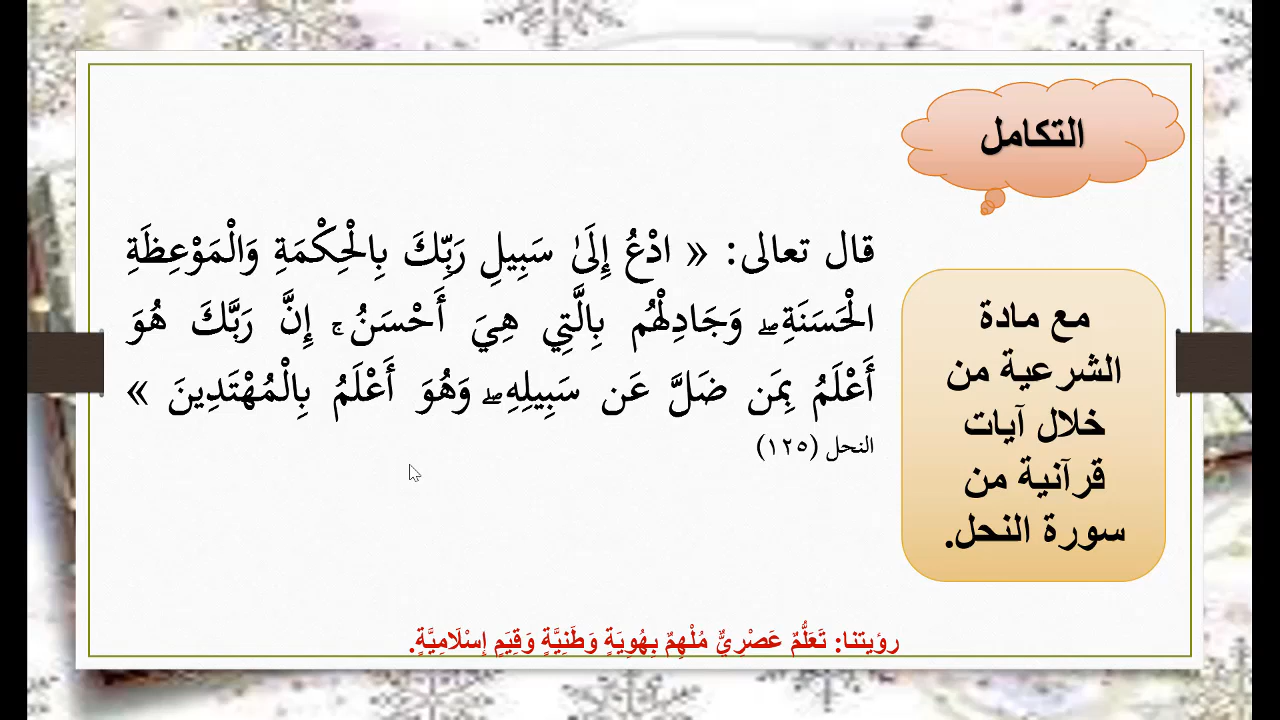 التكامل
مع مادة
الشرعية من
خلال آيات
قرآنية من
سورة النحل.
قال تعالى: « ادْعُ إِلَىٰ سَبِيلِ رَبِّكَ بِالْحِكْمَةِ وَالْمَوْعِظَةِ
الْحَسَنَةِ ۖ وَجَادِلْهُم بِالَّتِي هِيَ أَحْسَنُ ۚ إِنَّ رَبَّكَ هُوَ
أَعْلَمُ بِمَن ضَلَّ عَن سَبِيلِهِ ۖ وَهُوَ أَعْلَمُ بِالْمُهْتَدِينَ »
النحل (١٢٥)
رؤيتنا: تَعَلُّمٌ عَصْرِيٌّ مُلْهِمٌ بِهُوِيَةٍ وَطَنِيَّةٍ وَقِيَمٍ إِسْلَامِيَّةٍ.